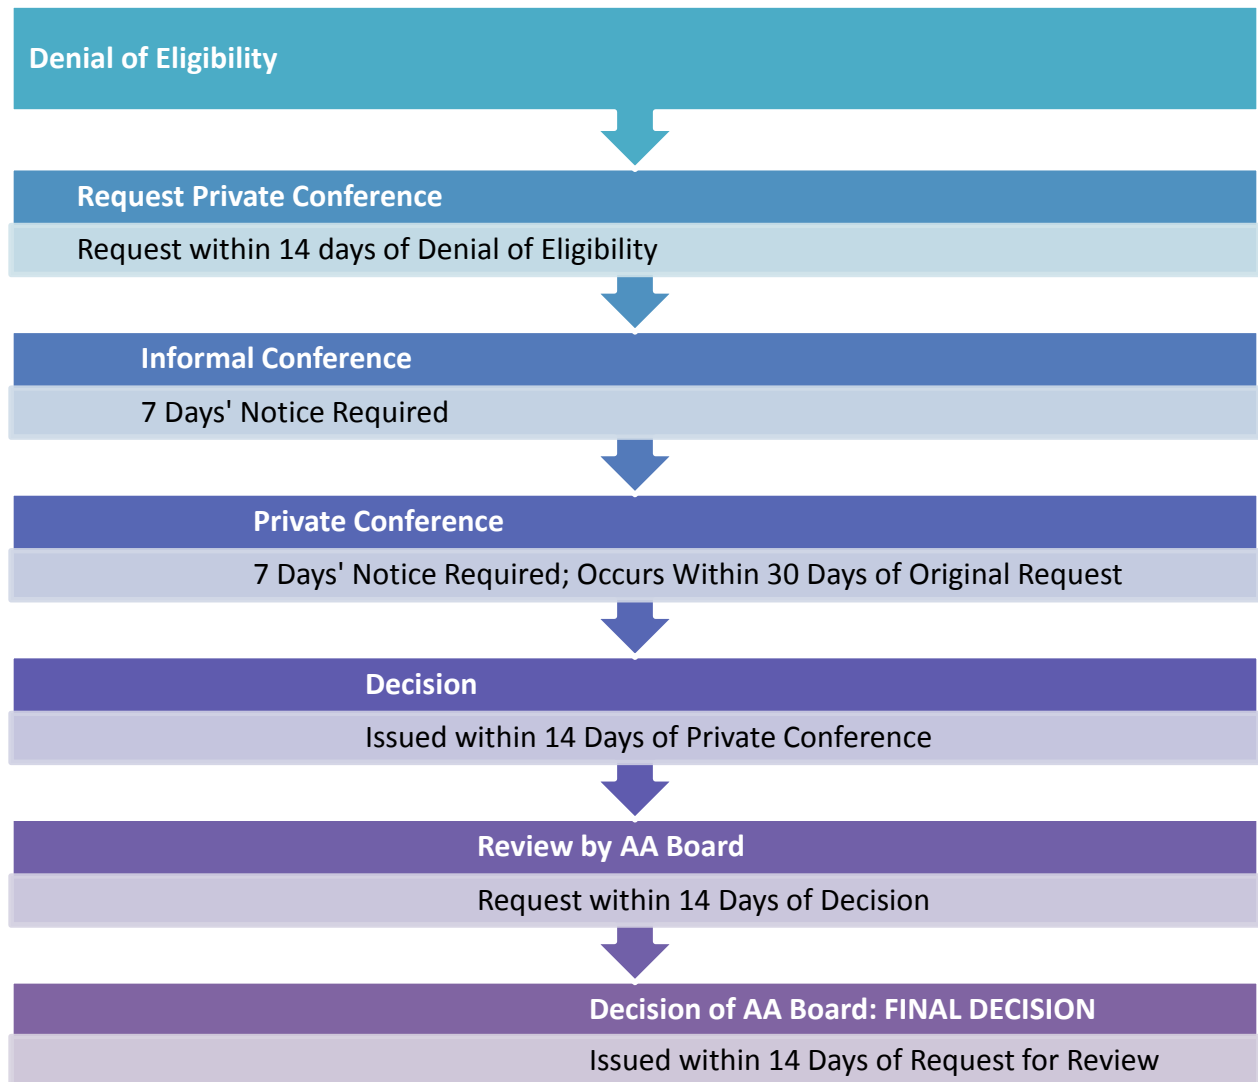 Denial of Eligibility
Request Private Conference
Request within 14 days of Denial of Eligibility
Informal Conference
7 Days' Notice Required
Private Conference
7 Days' Notice Required; Occurs Within 30 Days of Original Request
Decision
Issued within 14 Days of Private Conference
Review by AA Board
Request within 14 Days of Decision
Decision of AA Board: FINAL DECISION
Issued within 14 Days of Request for Review